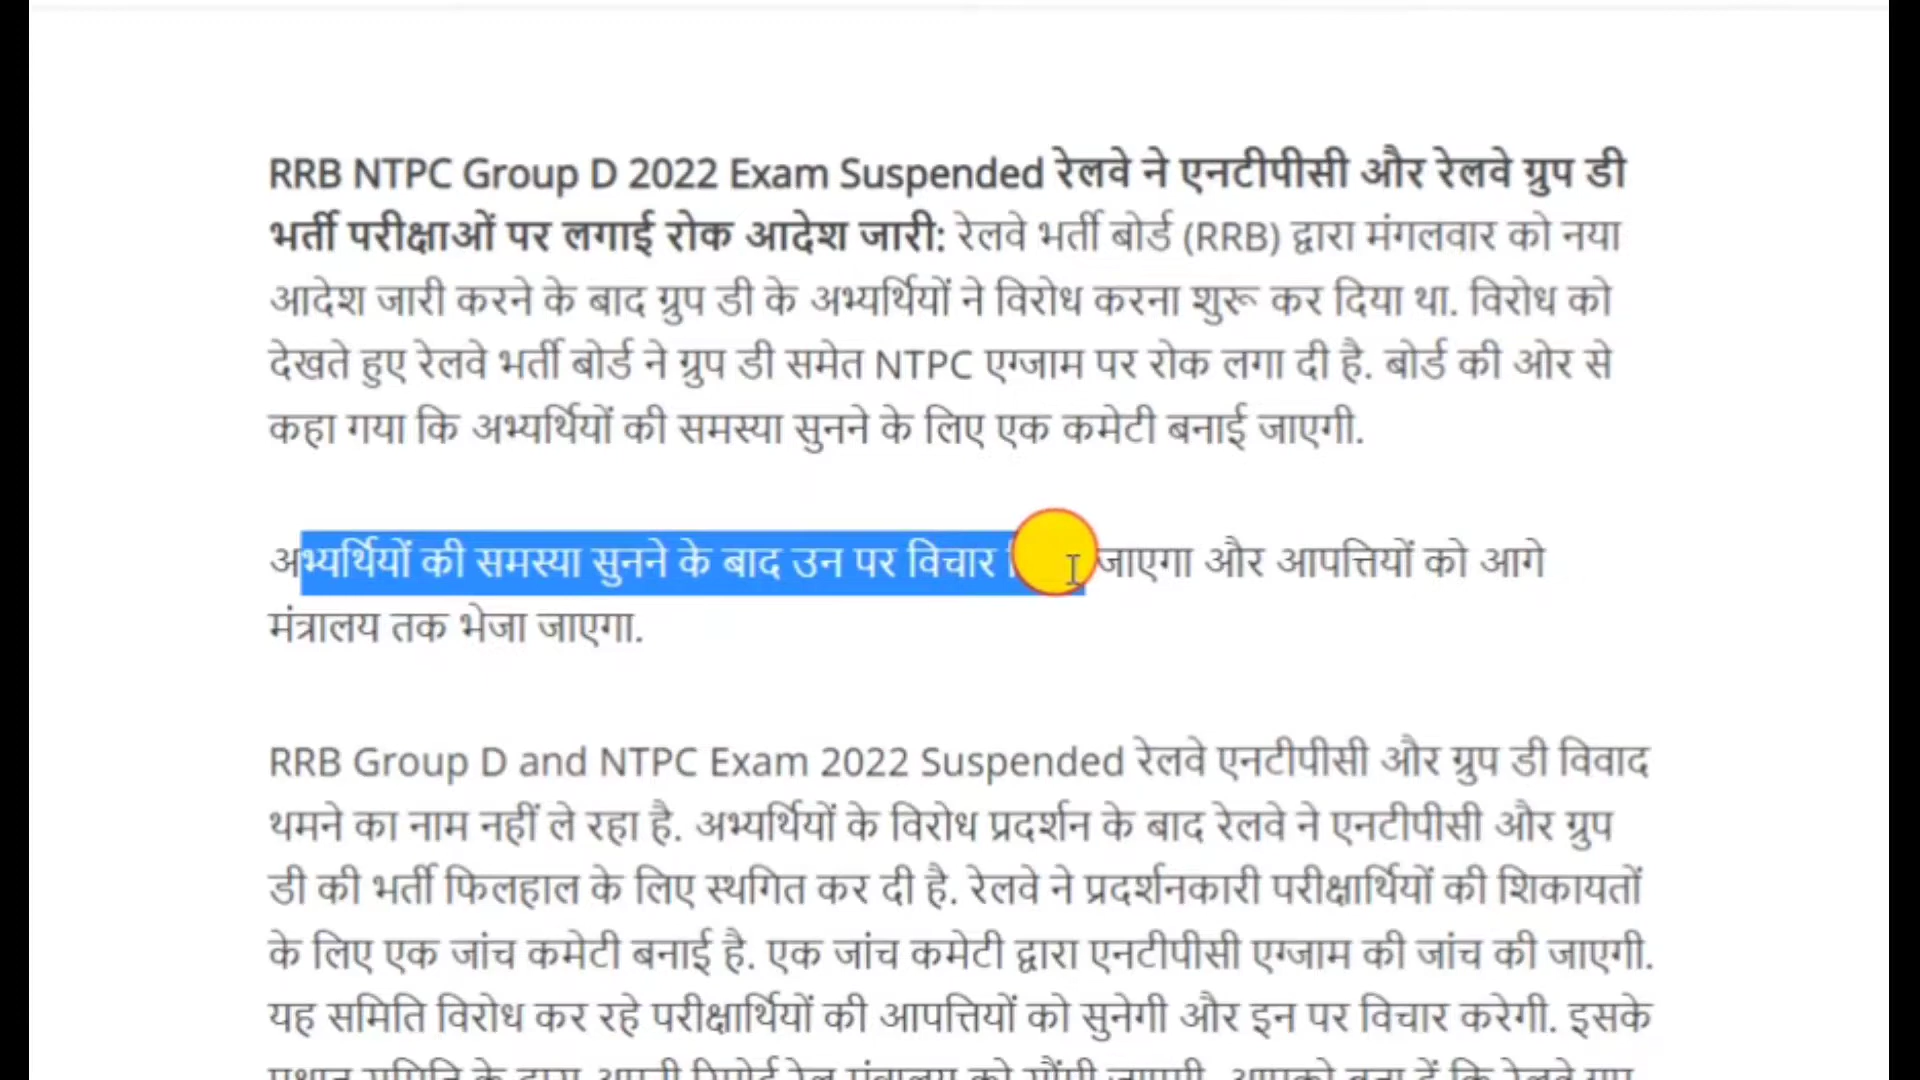 RRB NTPC Group D 2022 Exam Suspended रेलवे ने एनटीपीसी और रेलवे ग्रुप डी
भर्ती परीक्षाओं पर लगाई रोक आदेश जारी: रेलवे भर्ती बोर्ड (RRB) द्वारा मंगलवार को नया
आदेश जारी करने के बाद ग्रुप डी के अभ्यर्थियों ने विरोध करना शुरू कर दिया था. विरोध को
देखते हुए रेलवे भर्ती बोर्ड ने ग्रुप डी समेत NTPC एग्जाम पर रोक लगा दी है. बोर्ड की ओर से
कहा गया कि अभ्यर्थियों की समस्या सुनने के लिए एक कमेटी बनाई जाएगी.
अभ्यर्थियों की समस्या सुनने के बाद उन पर विचार जाएगा और आपत्तियों को आगे
मंत्रालय तक भेजा जाएगा.
RRB Group D and NTPC Exam 2022 Suspended रेलवे एनटीपीसी और ग्रुप डी विवाद
थमने का नाम नहीं ले रहा है. अभ्यर्थियों के विरोध प्रदर्शन के बाद रेलवे ने एनटीपीसी और ग्रुप
डी की भर्ती फिलहाल के लिए स्थगित कर दी है. रेलवे ने प्रदर्शनकारी परीक्षार्थियों की शिकायतों
के लिए एक जांच कमेटी बनाई है. एक जांच कमेटी द्वारा एनटीपीसी एग्जाम की जांच की जाएगी.
यह समिति विरोध कर रहे परीक्षार्थियों की आपत्तियों को सुनेगी और इन पर विचार करेगी. इसके